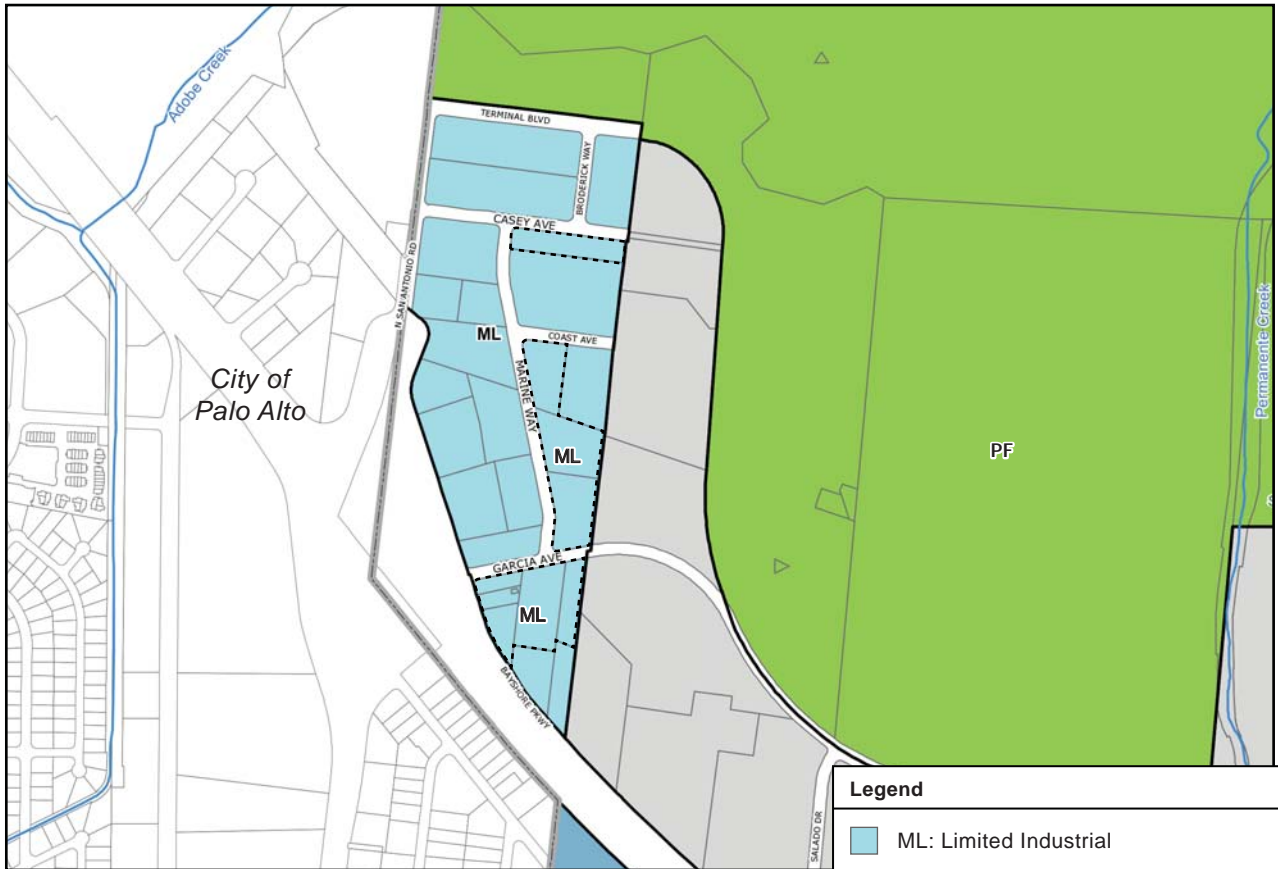 Adobe Creek
TERMINAL BLVD
BRODERICK WAY
CASEY AVE
N SAN ANTONIO RD
ML
COAST AVE
MARINE WAY
City of
Palo Alto
Permanente Creek
ML
PF
GARCIA AVE
ML
BAYSHORE PKWY
SALADO DR
Legend
ML: Limited Industrial